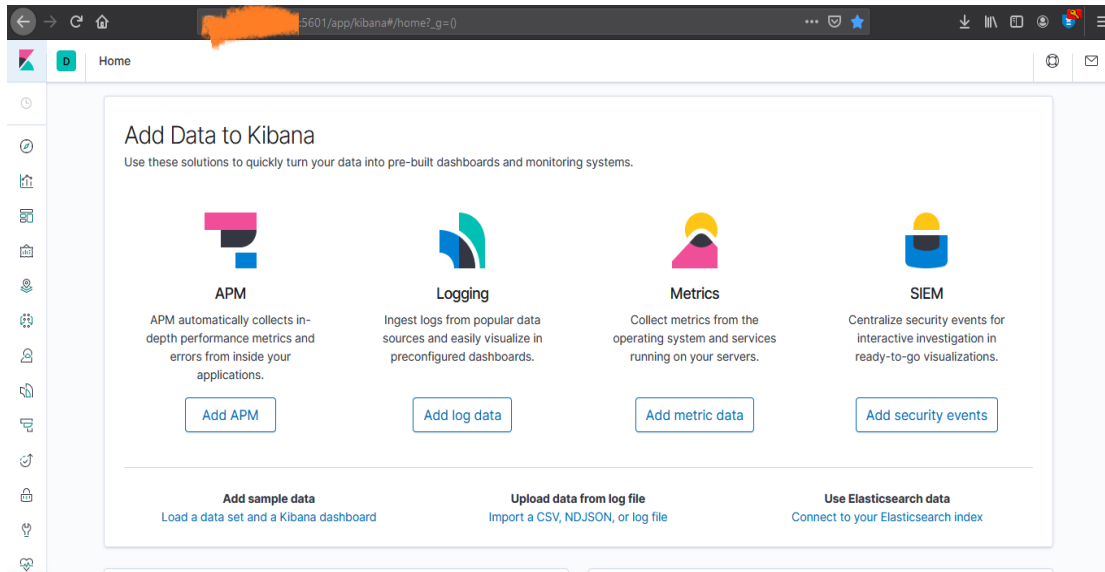 :5601/app/kibana#/home?_g=()
D
Home
Add Data to Kibana
Use these solutions to quickly turn your data into pre-built dashboards and monitoring systems.
APM
APM automatically collects in-
depth performance metrics and
errors from inside your
applications.
Add APM
Logging
Ingest logs from popular data
sources and easily visualize in
preconfigured dashboards.
Add log data
Metrics
Collect metrics from the
operating system and services
running on your servers.
Add metric data
SIEM
Centralize security events for
interactive investigation in
ready-to-go visualizations.
Add security events
Add sample data
Load a data set and a Kibana dashboard
Upload data from log file
Import a CSV, NDJSON, or log file
Use Elasticsearch data
Connect to your Elasticsearch index